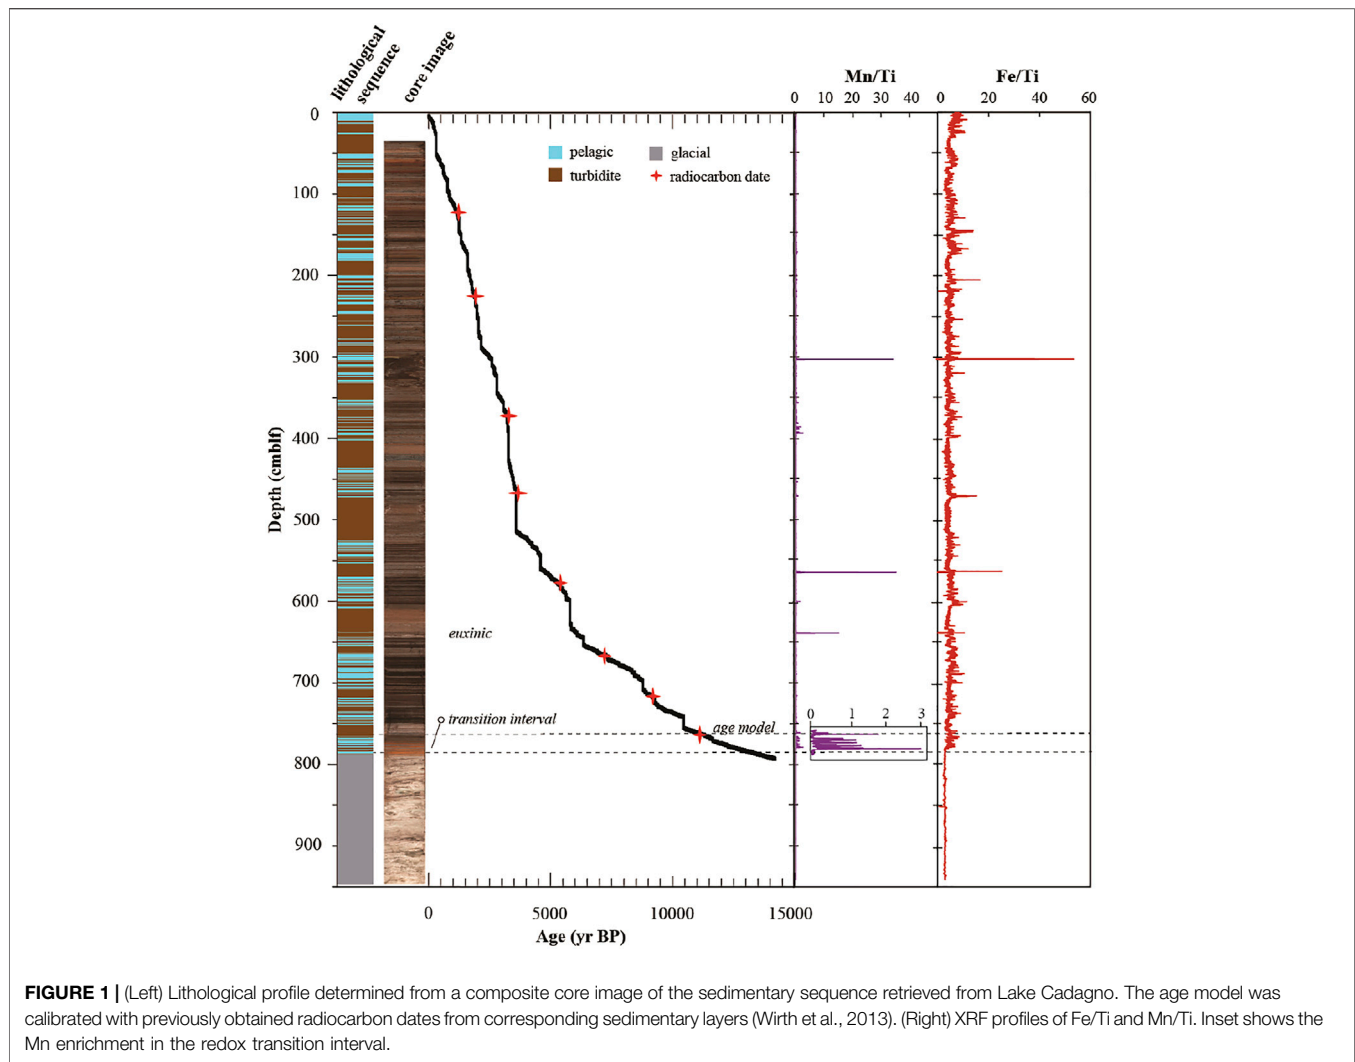 lithological
sequence
core image
Mn/Ti
Fe/Ti
0 10 20 30 40
0 20 40 60
0
100
200
300
400
500
600
700
800
900
Depth (cmblf)
pelagic
glacial
turbidite
radiocarbon date
euxinic
transition interval
age model
0 1 2 3
0 5000 10000 15000
Age (yr BP)
FIGURE 1 | (Left) Lithological profile determined from a composite core image of the sedimentary sequence retrieved from Lake Cadagno. The age model was
calibrated with previously obtained radiocarbon dates from corresponding sedimentary layers (Wirth et al., 2013). (Right) XRF profiles of Fe/Ti and Mn/Ti. Inset shows the
Mn enrichment in the redox transition interval.